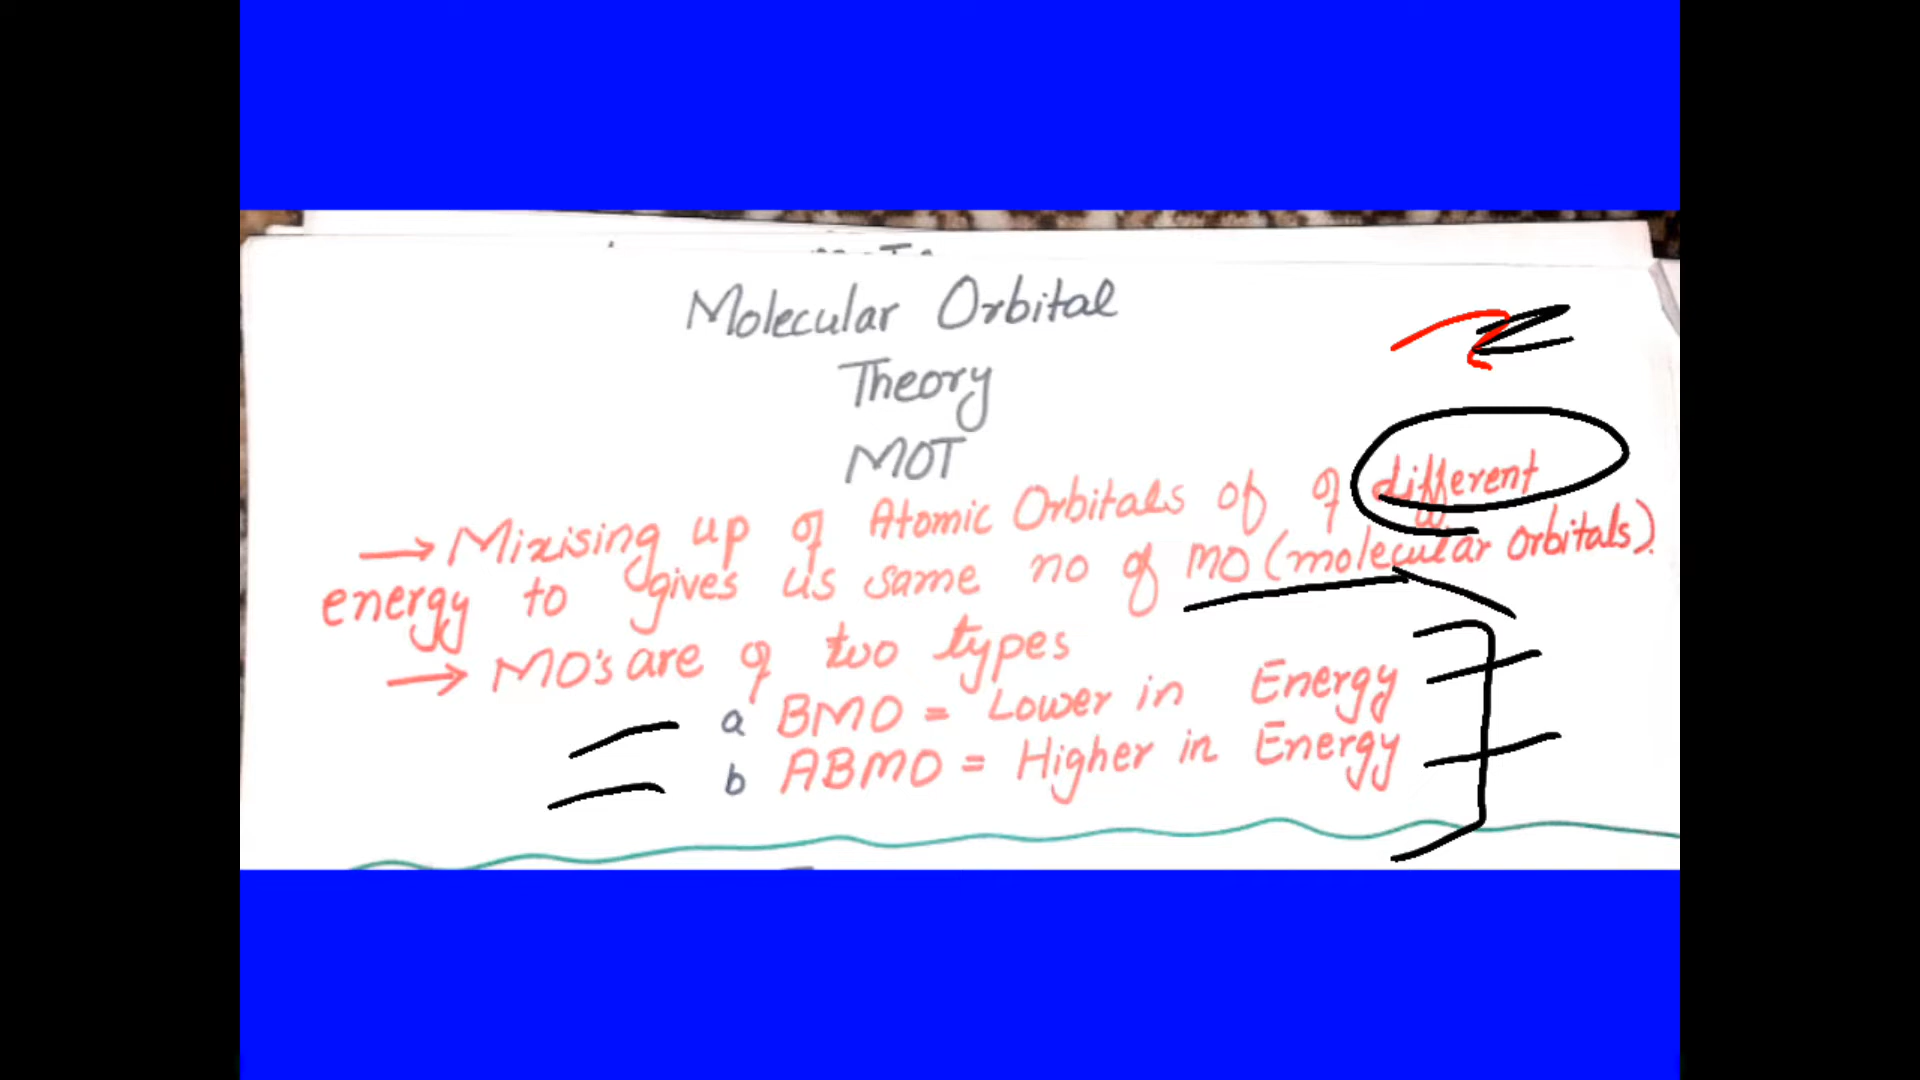 Molecular Orbital
Theory
MOT
→ Mixising up of Atomic Orbitals of of different
energy to gives us same no of MO (molecular orbitals).
→ MO's are of two types
a BMO = Lower in Energy
b ABMO = Higher in Energy